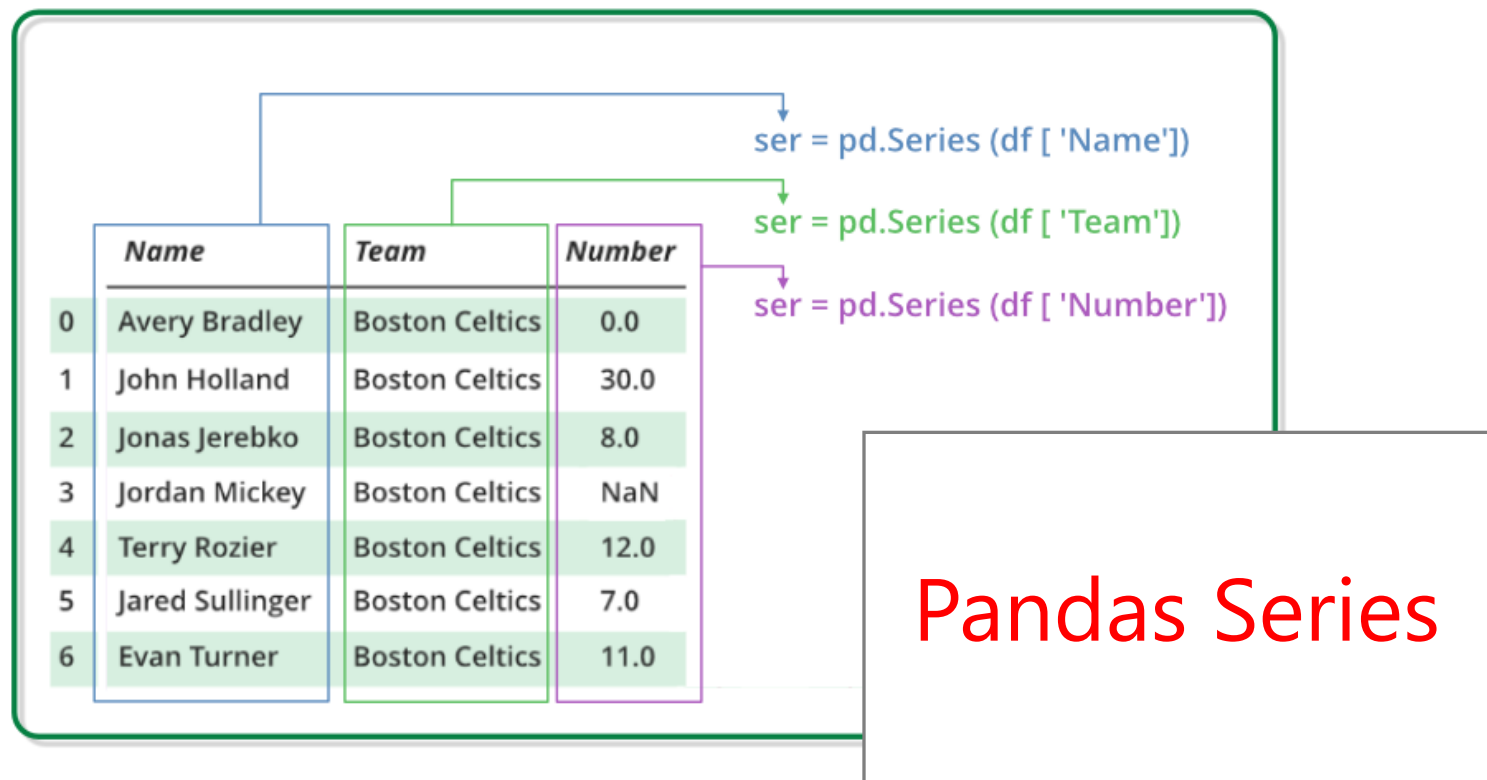 ser = pd.Series (df [ 'Name'])
ser = pd.Series (df [ 'Team'])
ser = pd.Series (df [ 'Number'])
Name Team Number
0 Avery Bradley Boston Celtics 0.0
1 John Holland Boston Celtics 30.0
2 Jonas Jerebko Boston Celtics 8.0
3 Jordan Mickey Boston Celtics NaN
4 Terry Rozier Boston Celtics 12.0
5 Jared Sullinger Boston Celtics 7.0
6 Evan Turner Boston Celtics 11.0
Pandas Series